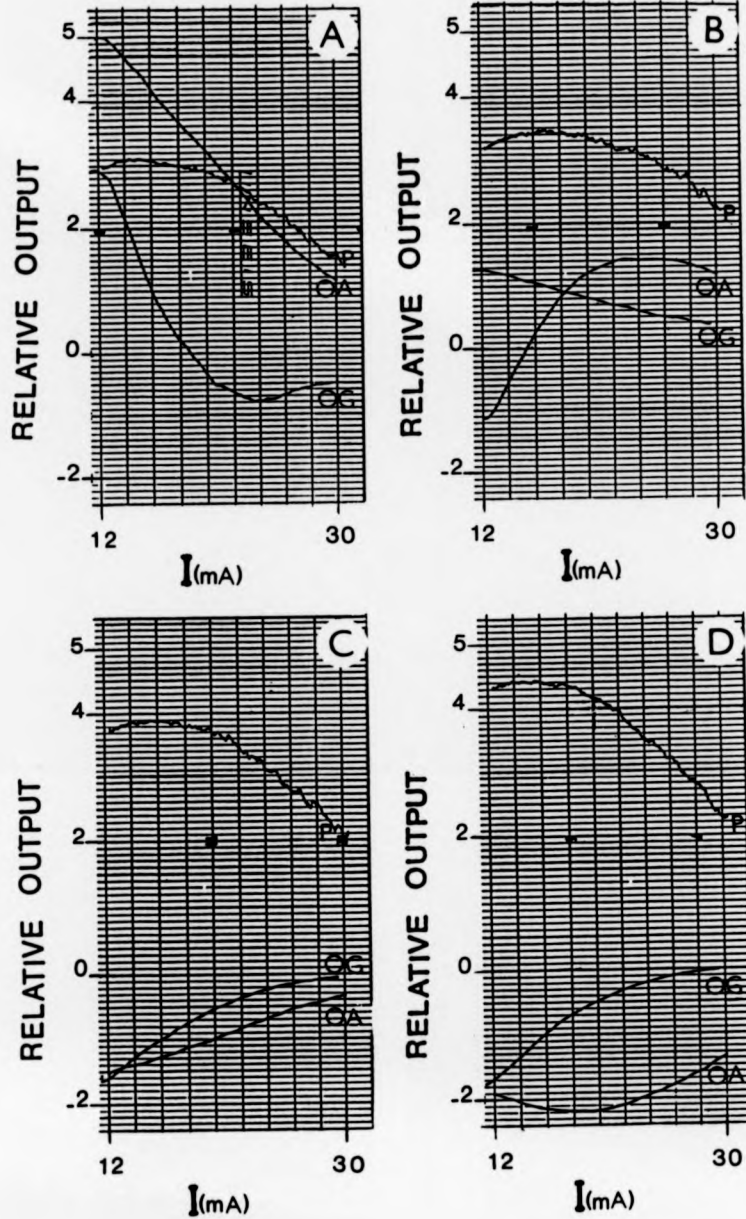 A
5
4
2
0
-2
RELATIVE OUTPUT
P
OA
OG
12 30
I(mA)
B
5
4
2
0
-2
RELATIVE OUTPUT
P
OA
OG
12 30
I(mA)
C
5
4
2
0
-2
RELATIVE OUTPUT
P
OG
OA
12 30
I(mA)
D
5
4
2
0
-2
RELATIVE OUTPUT
P
OG
OA
12 30
I(mA)